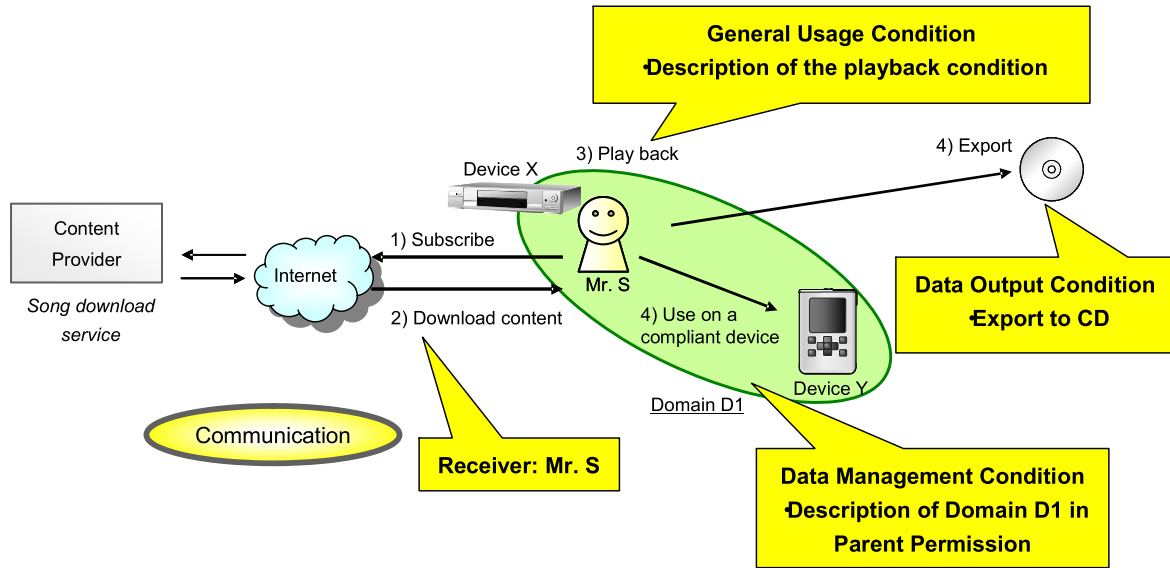 General Usage Condition
•Description of the playback condition
3) Play back
4) Export
Device X
Content
Provider
1) Subscribe
Internet
Mr. S
Data Output Condition
•Export to CD
Song download
service
2) Download content
4) Use on a
compliant device
Device Y
Domain D1
Communication
Receiver: Mr. S
Data Management Condition
•Description of Domain D1 in
Parent Permission